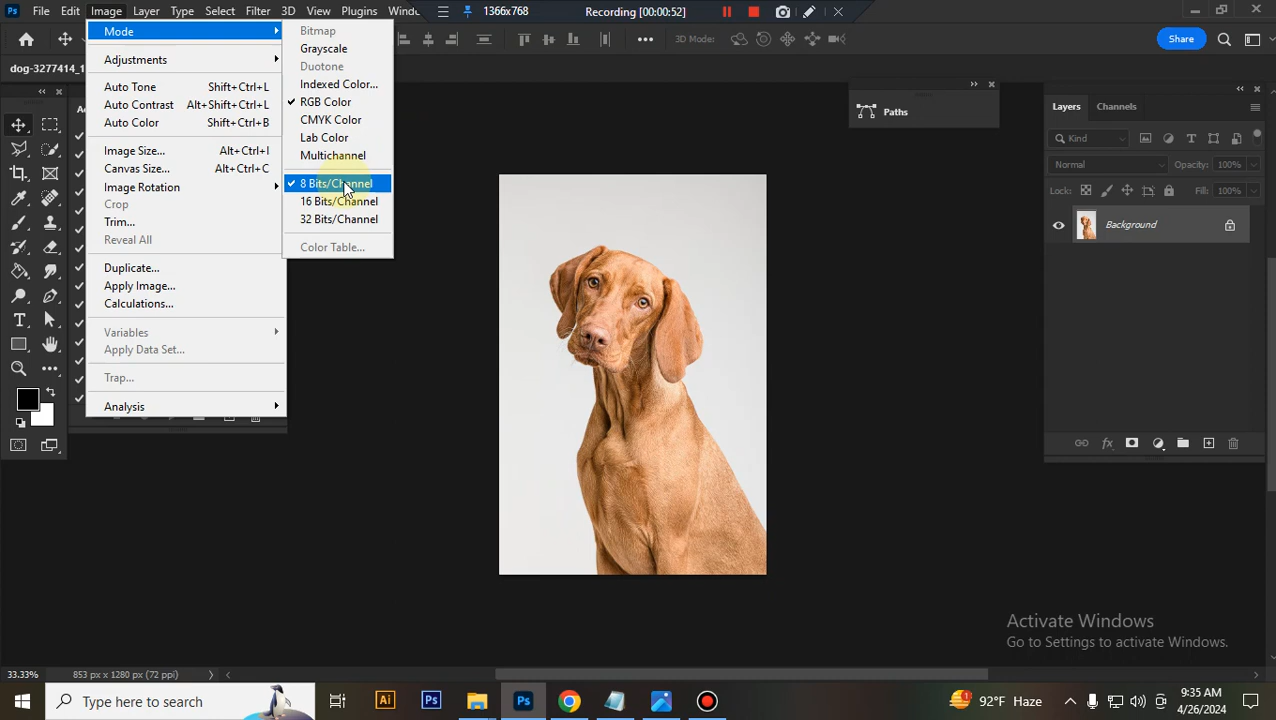 Ps File Edit Image Layer Type Select Filter 3D View Plugins Windo 1366x768 Recording [00:00:52]
3D Mode: Share
dog-3277414_1
Mode
Adjustments
Auto Tone Shift+Ctrl+L
Auto Contrast Alt+Shift+Ctrl+L
Auto Color Shift+Ctrl+B
Image Size... Alt+Ctrl+I
Canvas Size... Alt+Ctrl+C
Image Rotation
Crop
Trim...
Reveal All
Duplicate...
Apply Image...
Calculations...
Variables
Apply Data Set...
Trap...
Analysis
Bitmap
Grayscale
Duotone
Indexed Color...
RGB Color
CMYK Color
Lab Color
Multichannel
8 Bits/Channel
16 Bits/Channel
32 Bits/Channel
Color Table...
Paths
Layers Channels
Kind
Normal Opacity: 100%
Lock: Fill: 100%
Background
Activate Windows
Go to Settings to activate Windows.
33.33% 853 px x 1280 px (72 ppi)
Type here to search Ai Ps Ps 92°F Haze 9:35 AM
4/26/2024